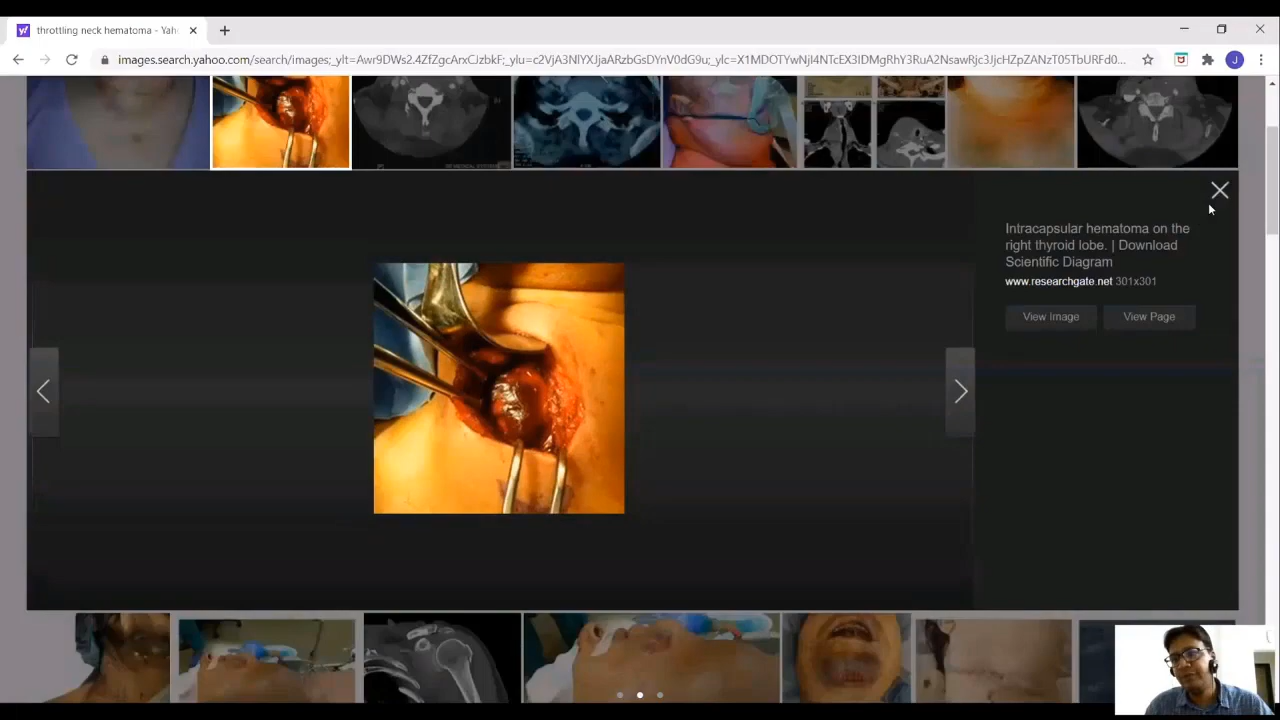 throttling neck hematoma - Yah
images.search.yahoo.com/search/images;_ylt=Awr9DWs2.4ZfZgcArxCJzbkF;_ylu=c2VjA3NlYXJjaARzbGsDYnV0dG9u;_ylc=X1MDOTYwNjI4NTcEX3IDMgRhY3RuA2NsawRjc3JjcHZpZANzT05TbURFd0...
J
Intracapsular hematoma on the
right thyroid lobe. | Download
Scientific Diagram
www.researchgate.net 301x301
View Image View Page